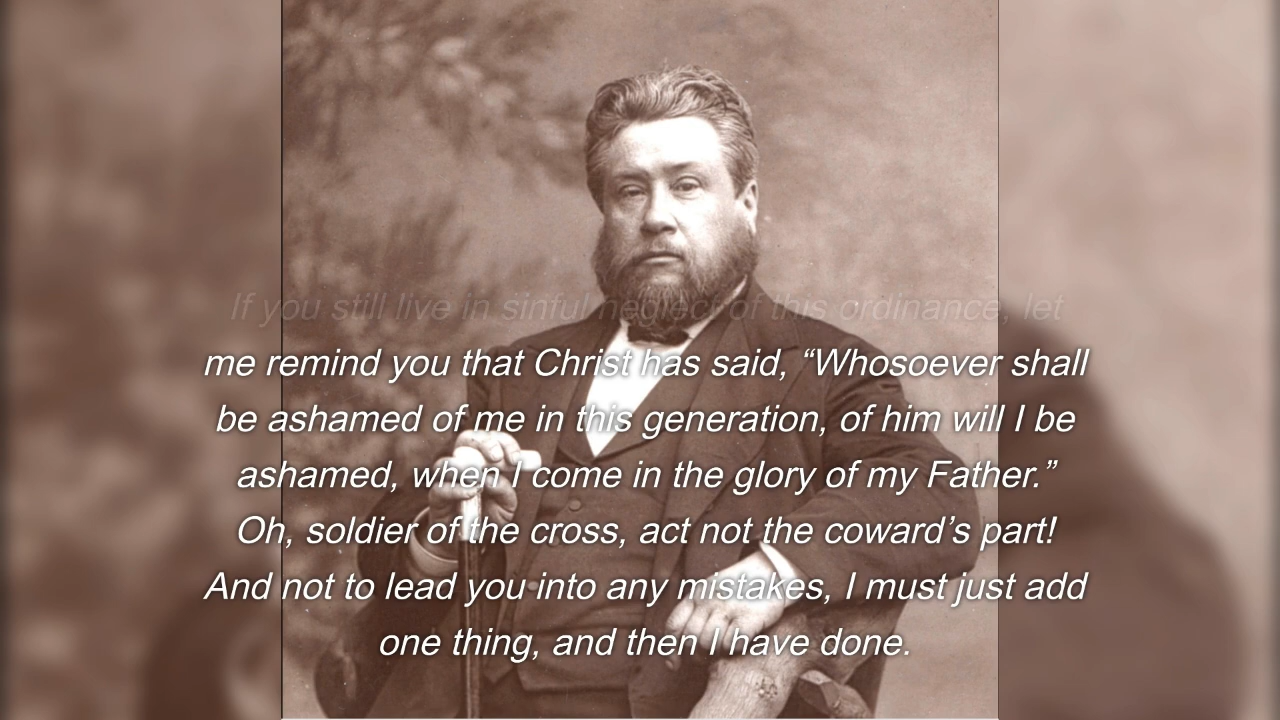 If you still live in sinful neglect of this ordinance, let
me remind you that Christ has said, “Whosoever shall
be ashamed of me in this generation, of him will I be
ashamed, when I come in the glory of my Father.”
Oh, soldier of the cross, act not the coward’s part!
And not to lead you into any mistakes, I must just add
one thing, and then I have done.